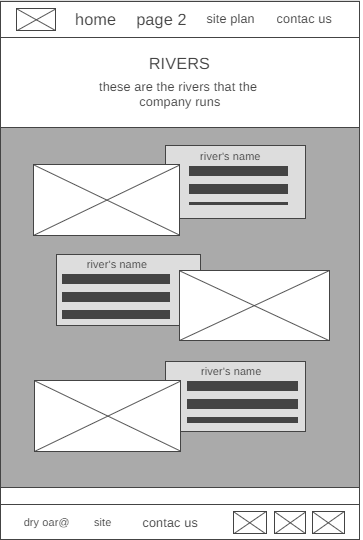 home page 2 site plan contac us
RIVERS
these are the rivers that the
company runs
river's name
river's name
river's name
dry oar@ site contac us